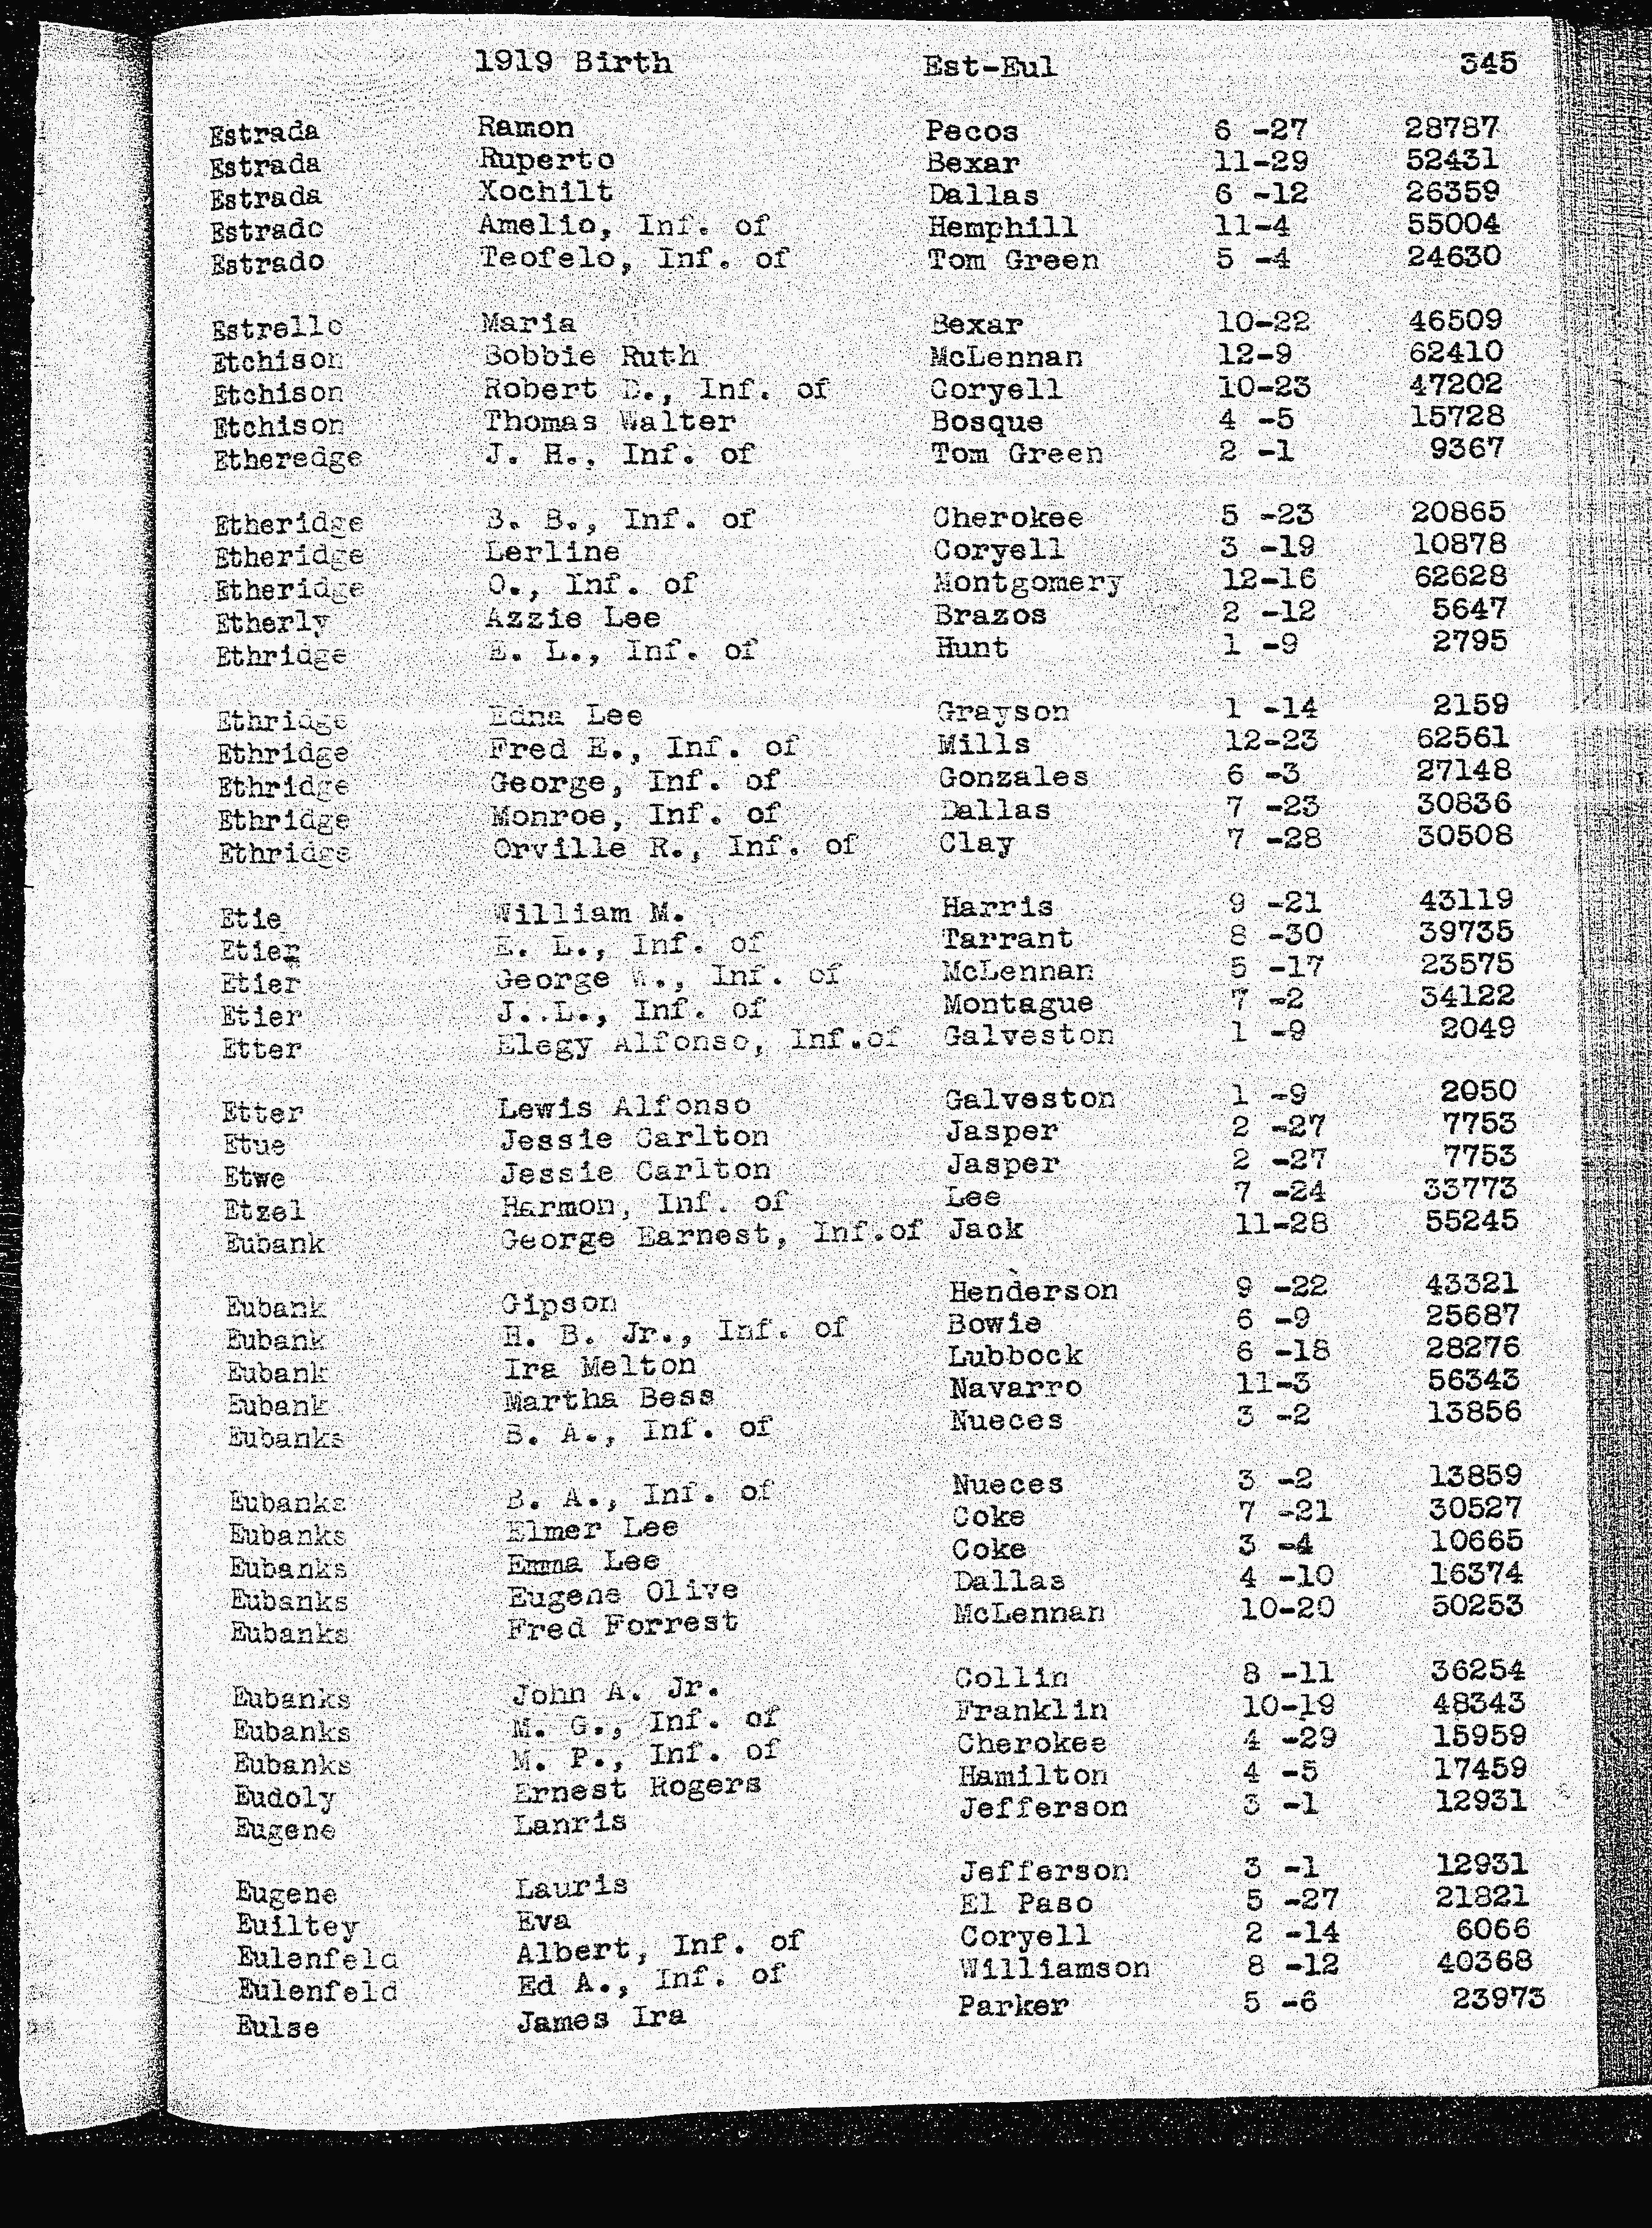 1919 Birth Est-Eul 345
Estrada Ramon Pecos 6 -27 28787
Estrada Ruperto Bexar 11-29 52431
Estrada Xochilt Dallas 6 -12 26359
Estrado Amelio, Inf. of Hemphill 11-4 55004
Estrado Teofelo, Inf. of Tom Green 5 -4 24630
Estrello Maria Bexar 10-22 46509
Etchison Bobbie Ruth McLennan 12-9 62410
Etchison Robert D., Inf. of Coryell 10-23 47202
Etchison Thomas Walter Bosque 4 -5 15728
Etheredge J. H., Inf. of Tom Green 2 -1 9367
Etheridge B. B., Inf. of Cherokee 5 -23 20865
Etheridge Lerline Coryell 3 -19 10878
Etheridge O., Inf. of Montgomery 12-16 62628
Etherly Azzie Lee Brazos 2 -12 5647
Ethridge E. L., Inf. of Hunt 1 -9 2795
Ethridge Edna Lee Grayson 1 -14 2159
Ethridge Fred E., Inf. of Mills 12-23 62561
Ethridge George, Inf. of Gonzales 6 -3 27148
Ethridge Monroe, Inf. of Dallas 7 -23 30836
Ethridge Orville R., Inf. of Clay 7 -28 30508
Etie William M. Harris 9 -21 43119
Etier E. L., Inf. of Tarrant 8 -30 39735
Etier George W., Inf. of McLennan 5 -17 23575
Etier J. L., Inf. of Montague 7 -2 34122
Etter Elegy Alfonso, Inf.of Galveston 1 -9 2049
Etter Lewis Alfonso Galveston 1 -9 2050
Etue Jessie Carlton Jasper 2 -27 7753
Etwe Jessie Carlton Jasper 2 -27 7753
Etzel Harmon, Inf. of Lee 7 -24 33773
Eubank George Earnest, Inf.of Jack 11-28 55245
Eubank Gipson Henderson 9 -22 43321
Eubank H. B. Jr., Inf. of Bowie 6 -9 25687
Eubank Ira Melton Lubbock 6 -18 28276
Eubank Martha Bess Navarro 11-3 56343
Eubanks B. A., Inf. of Nueces 3 -2 13856
Eubanks B. A., Inf. of Nueces 3 -2 13859
Eubanks Elmer Lee Coke 7 -21 30527
Eubanks Emma Lee Coke 3 -4 10665
Eubanks Eugene Olive Dallas 4 -10 16374
Eubanks Fred Forrest McLennan 10-20 50253
Eubanks John A. Jr. Collin 8 -11 36254
Eubanks M. G., Inf. of Franklin 10-19 48343
Eubanks M. P., Inf. of Cherokee 4 -29 15959
Eudoly Ernest Rogers Hamilton 4 -5 17459
Eugene Lanris Jefferson 3 -1 12931
Eugene Lauris Jefferson 3 -1 12931
Euiltey Eva El Paso 5 -27 21821
Eulenfeld Albert, Inf. of Coryell 2 -14 6066
Eulenfeld Ed A., Inf. of Williamson 8 -12 40368
Eulse James Ira Parker 5 -6 23973